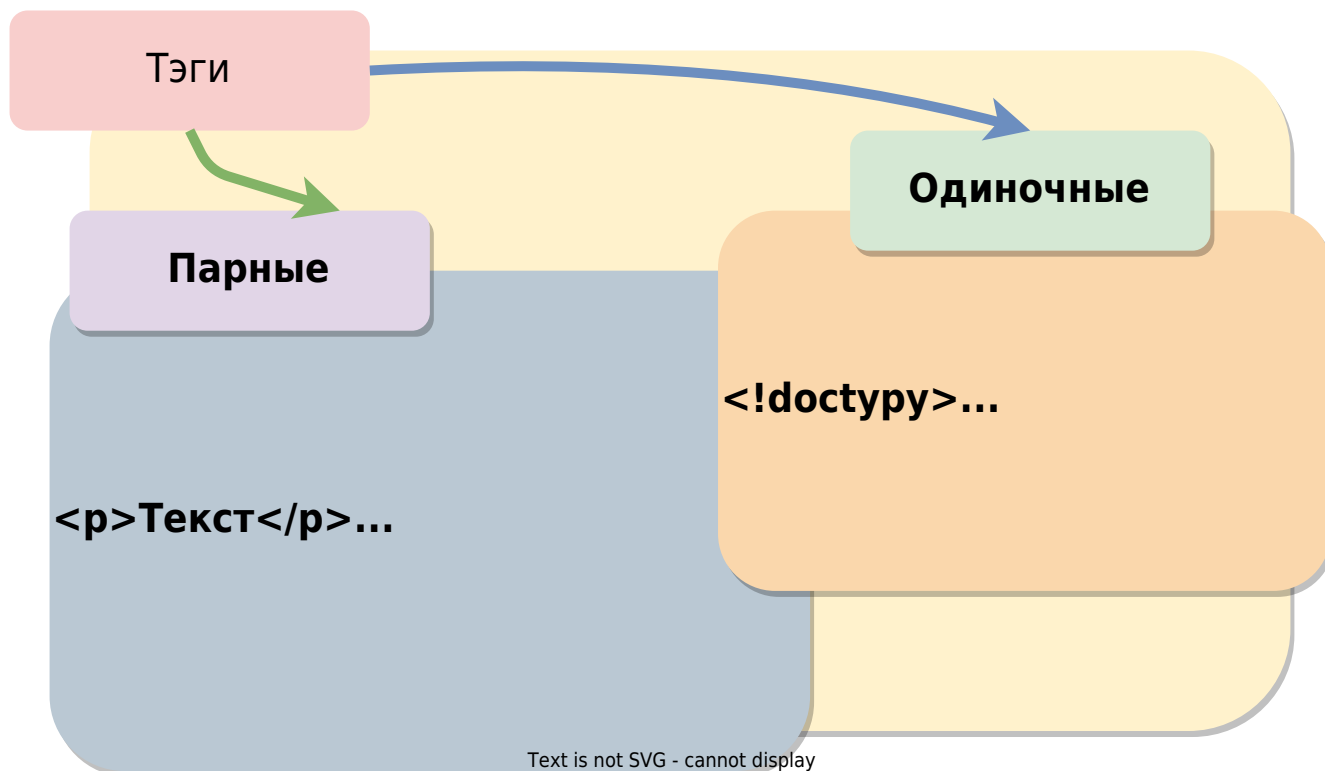 Тэги
Одиночные
Парные
<!doctypy>...
<p>Текст</p>...
Text is not SVG - cannot display